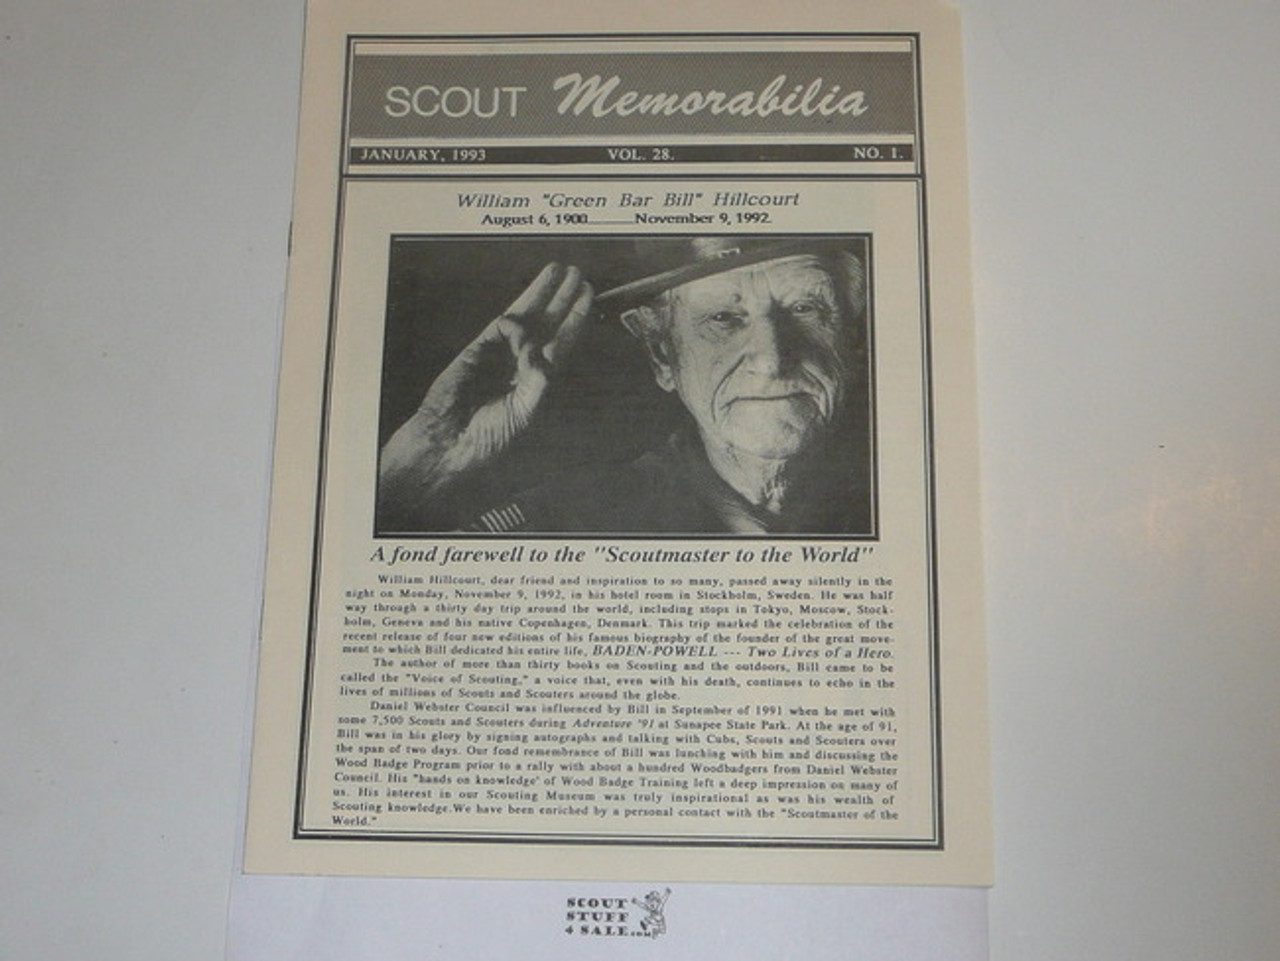 SCOUT Memorabilia
JANUARY, 1993 VOL. 28. NO. 1.
William "Green Bar Bill" Hillcourt
August 6, 1900_____November 9, 1992.
A fond farewell to the "Scoutmaster to the World"
William Hillcourt, dear friend and inspiration to so many, passed away silently in the
night on Monday, November 9, 1992, in his hotel room in Stockholm, Sweden. He was half
way through a thirty day trip around the world, including stops in Tokyo, Moscow, Stock-
holm, Geneva and his native Copenhagen, Denmark. This trip marked the celebration of the
recent release of four new editions of his famous biography of the founder of the great move-
ment to which Bill dedicated his entire life, BADEN-POWELL --- Two Lives of a Hero.
The author of more than thirty books on Scouting and the outdoors, Bill came to be
called the "Voice of Scouting," a voice that, even with his death, continues to echo in the
lives of millions of Scouts and Scouters around the globe.
Daniel Webster Council was influenced by Bill in September of 1991 when he met with
some 7,500 Scouts and Scouters during Adventure '91 at Sunapee State Park. At the age of 91,
Bill was in his glory by signing autographs and talking with Cubs, Scouts and Scouters over
the span of two days. Our fond remembrance of Bill was lunching with him and discussing the
Wood Badge Program prior to a rally with about a hundred Woodbadgers from Daniel Webster
Council. His "hands on knowledge' of Wood Badge Training left a deep impression on many of
us. His interest in our Scouting Museum was truly inspirational as was his wealth of
Scouting knowledge.We have been enriched by a personal contact with the "Scoutmaster of the
World."
SCOUT
STUFF
4 SALE.com